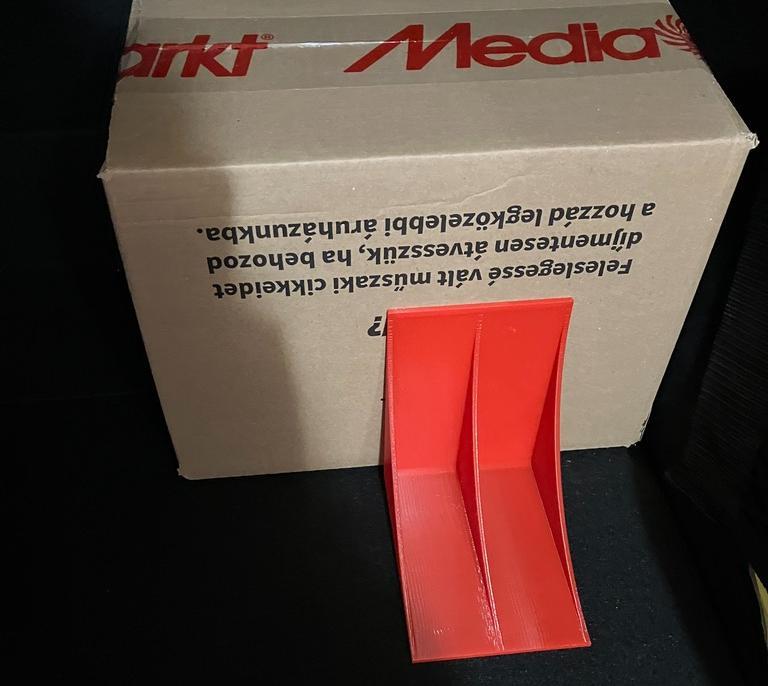 arkt® Media
Feleslegessé vált műszaki cikkeidet
díjmentesen átvesszük, ha behozod
a hozzád legközelebbi áruházunkba.